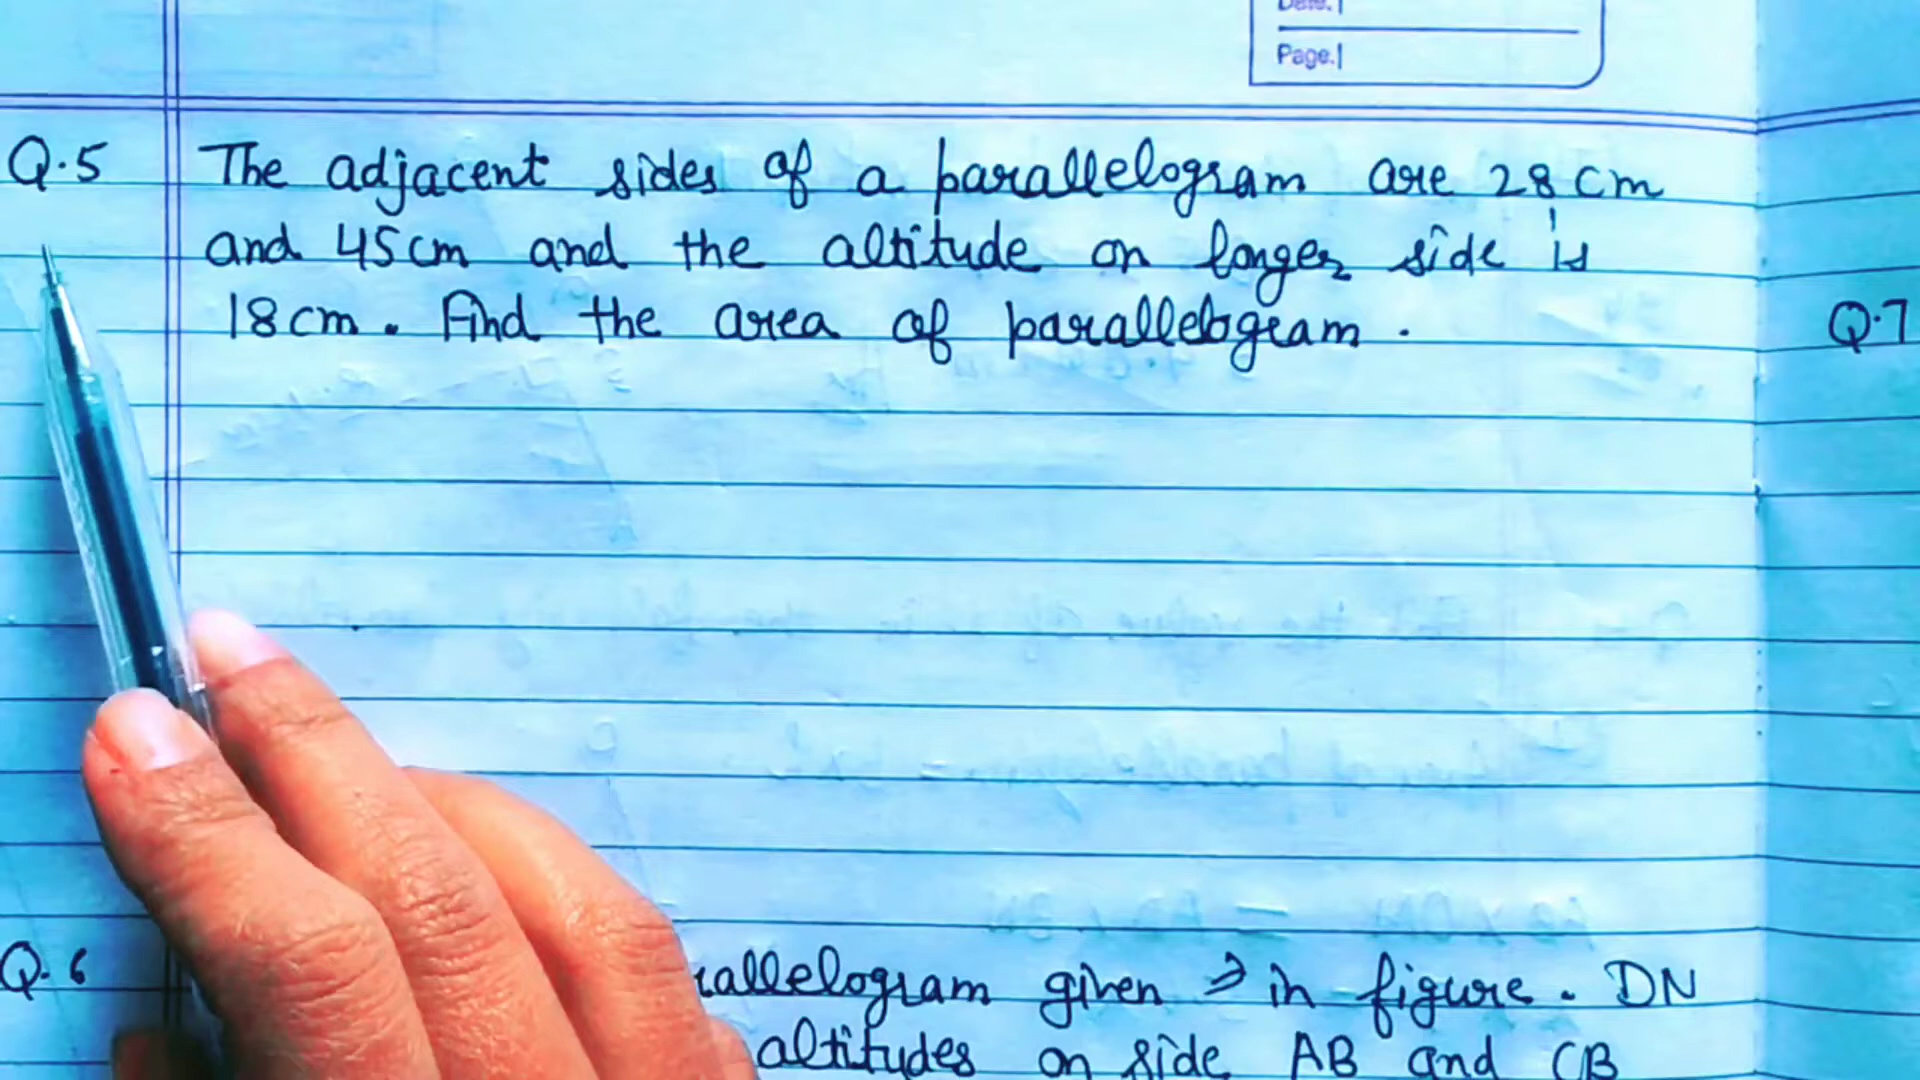 Date.
Page.
Q.5 The adjacent sides of a parallelogram are 28 cm
and 45 cm and the altitude on longer side is
18 cm. Find the area of parallelogram.
Q.7
Q.6 given in figure. DN
altitudes on side AB and CB